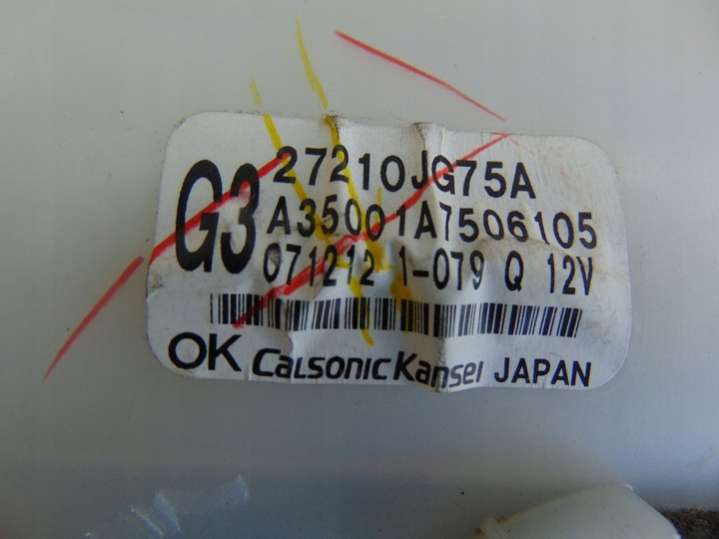 G3 27210JG75A
A35001A7506105
071212 1-079 Q 12V
OK CalsonicKansei JAPAN